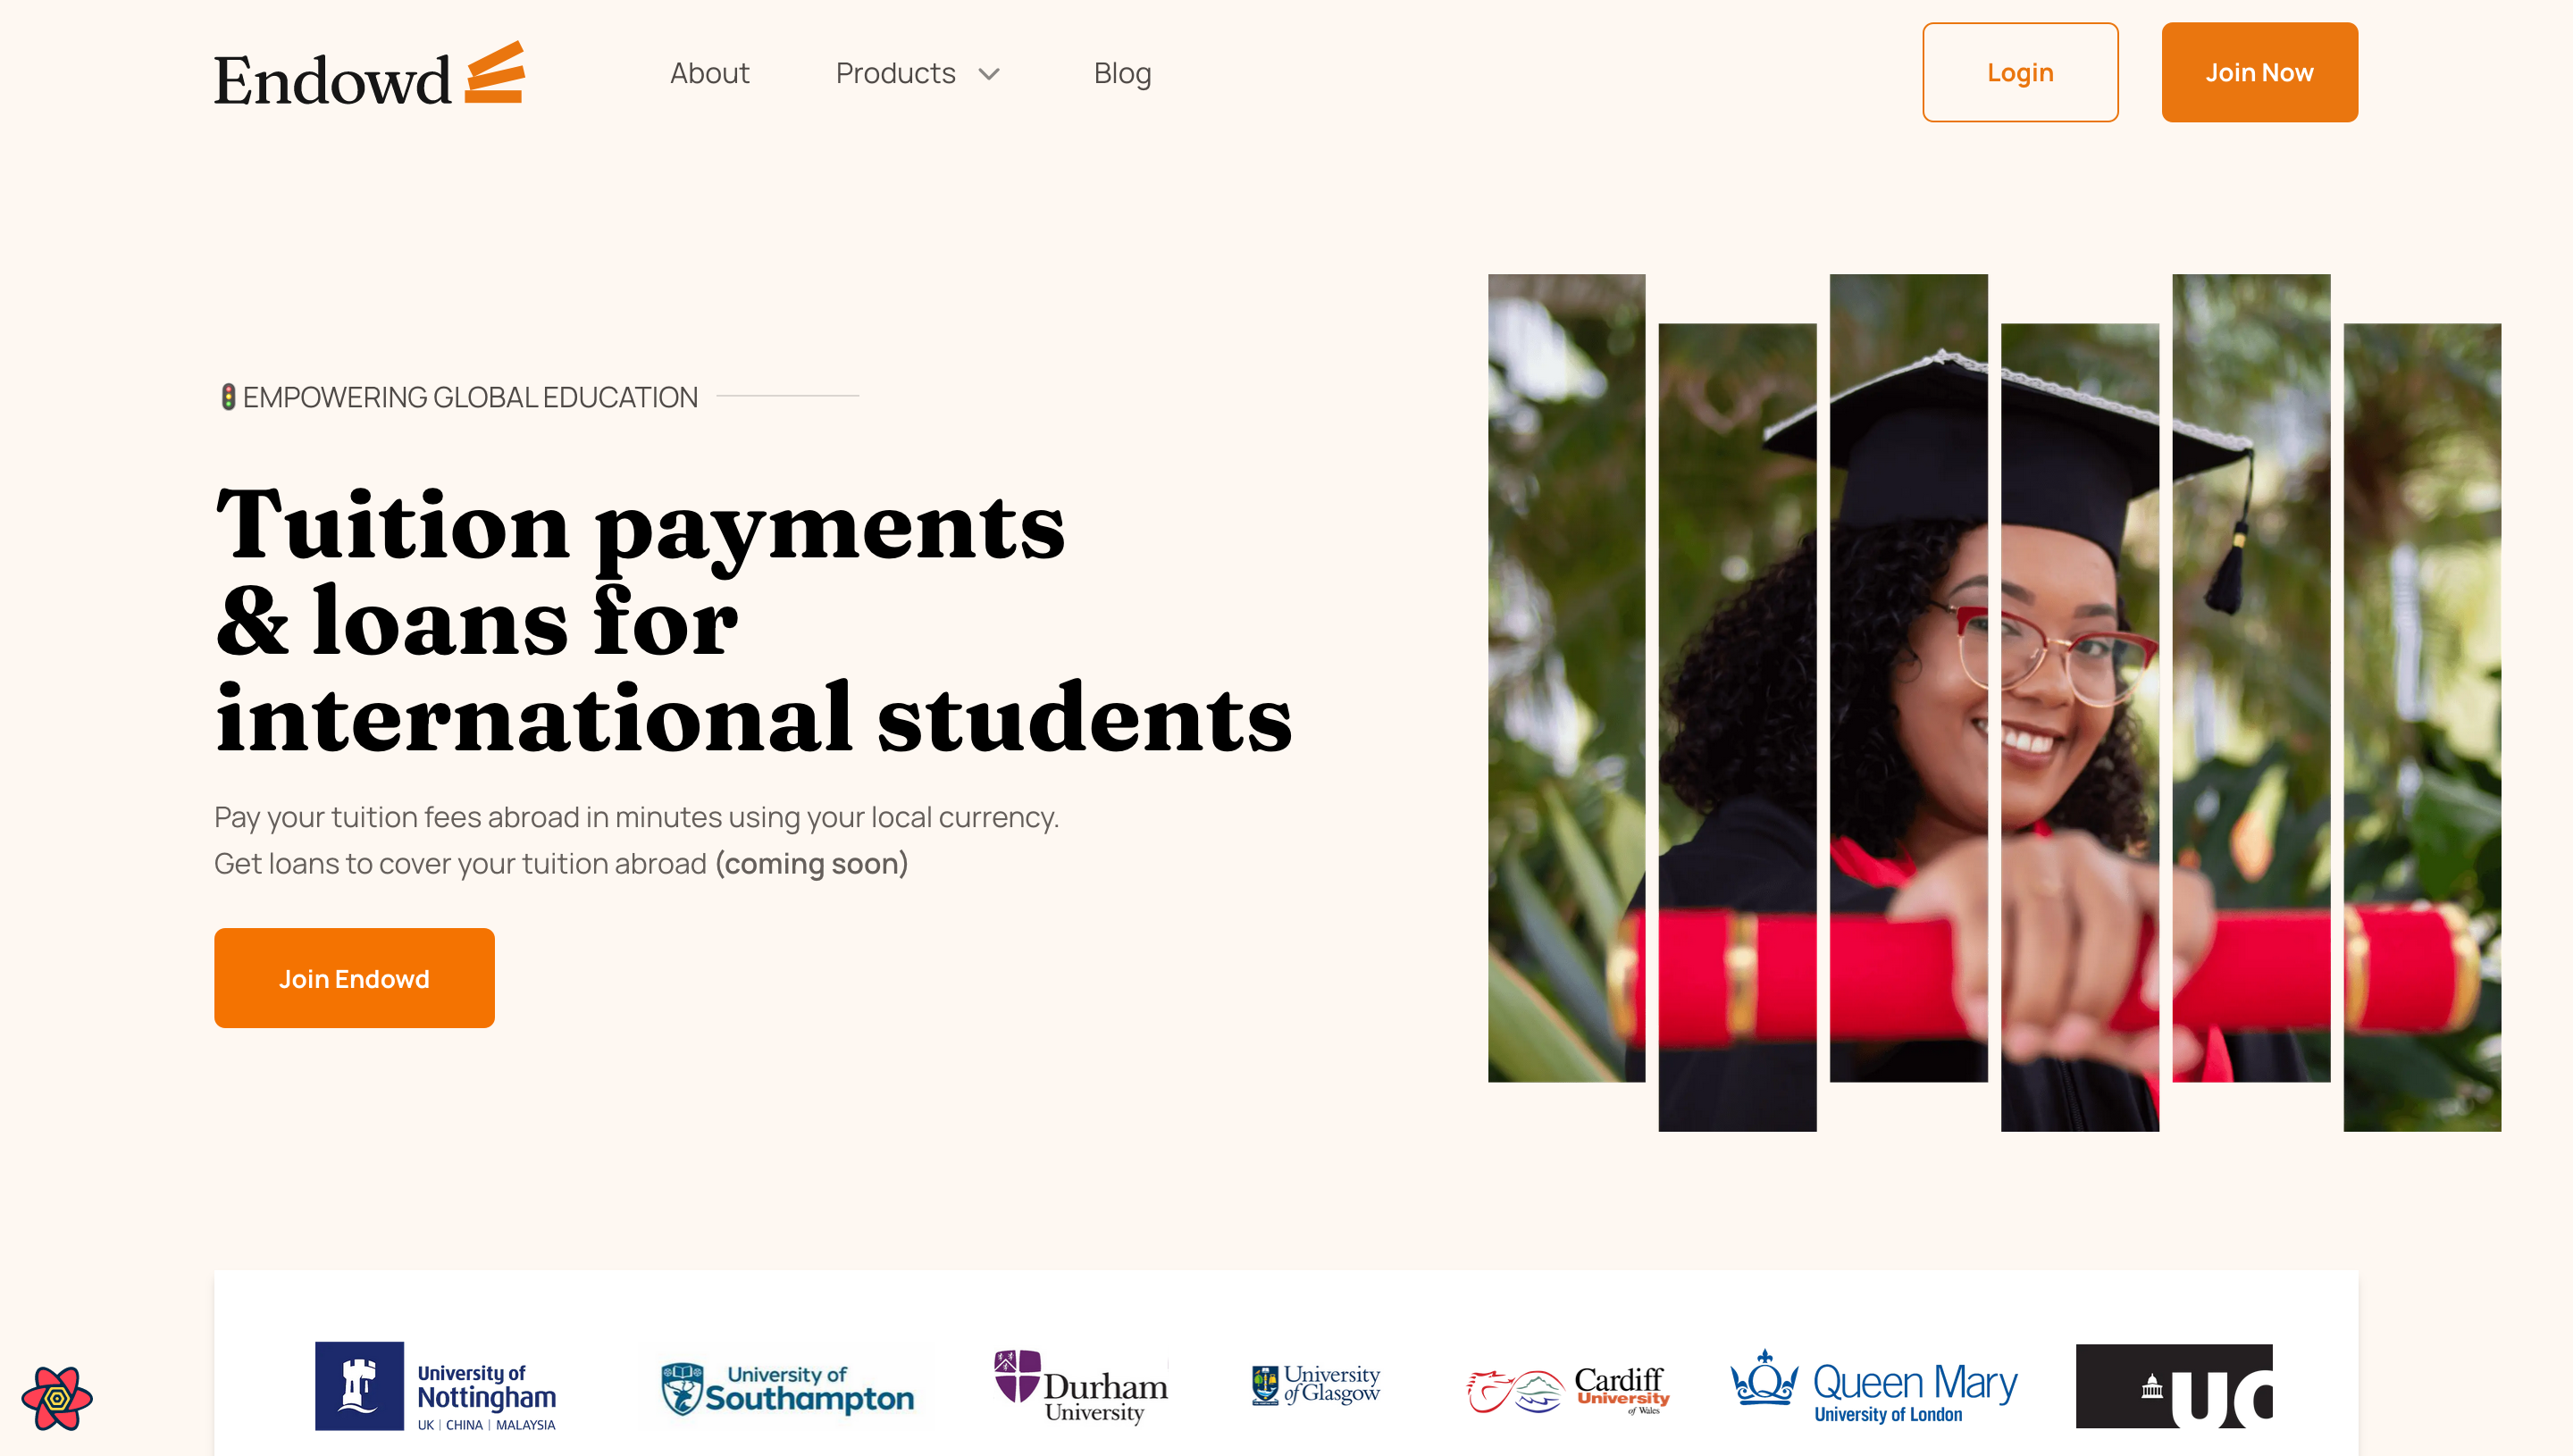 Endowd
About
Products
Blog
Login
Join Now
🚦EMPOWERING GLOBAL EDUCATION
Tuition payments
& loans for
international students
Pay your tuition fees abroad in minutes using your local currency.
Get loans to cover your tuition abroad (coming soon)
Join Endowd
University of
Nottingham
UK | CHINA | MALAYSIA
University of
Southampton
Durham
University
University
of Glasgow
Cardiff
University
of Wales
Queen Mary
University of London
UC